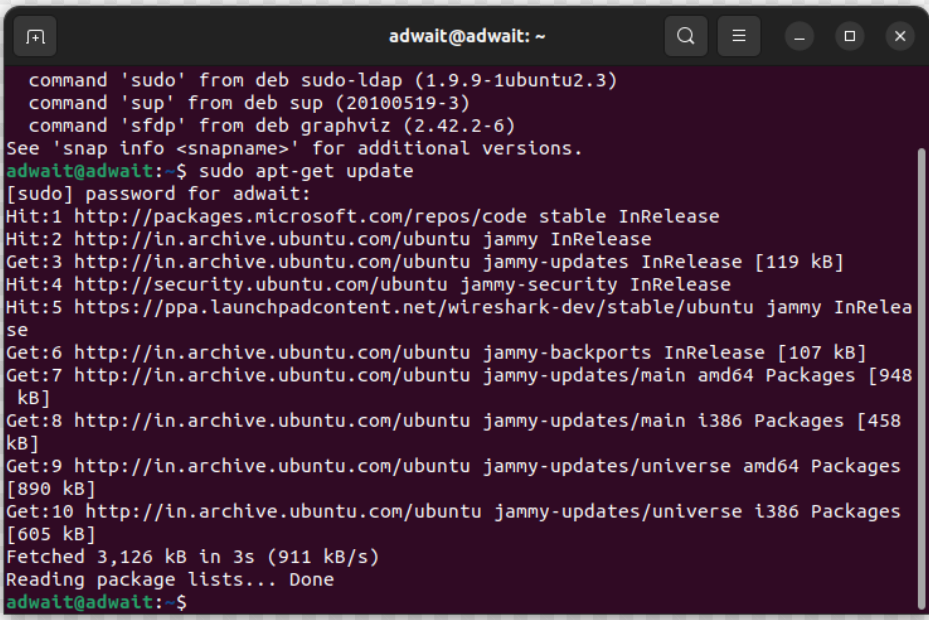 adwait@adwait: ~
  command 'sudo' from deb sudo-ldap (1.9.9-1ubuntu2.3)
  command 'sup' from deb sup (20100519-3)
  command 'sfdp' from deb graphviz (2.42.2-6)
See 'snap info <snapname>' for additional versions.
adwait@adwait:~$ sudo apt-get update
[sudo] password for adwait:
Hit:1 http://packages.microsoft.com/repos/code stable InRelease
Hit:2 http://in.archive.ubuntu.com/ubuntu jammy InRelease
Get:3 http://in.archive.ubuntu.com/ubuntu jammy-updates InRelease [119 kB]
Hit:4 http://security.ubuntu.com/ubuntu jammy-security InRelease
Hit:5 https://ppa.launchpadcontent.net/wireshark-dev/stable/ubuntu jammy InRelea
se
Get:6 http://in.archive.ubuntu.com/ubuntu jammy-backports InRelease [107 kB]
Get:7 http://in.archive.ubuntu.com/ubuntu jammy-updates/main amd64 Packages [948
 kB]
Get:8 http://in.archive.ubuntu.com/ubuntu jammy-updates/main i386 Packages [458
kB]
Get:9 http://in.archive.ubuntu.com/ubuntu jammy-updates/universe amd64 Packages
[890 kB]
Get:10 http://in.archive.ubuntu.com/ubuntu jammy-updates/universe i386 Packages
[605 kB]
Fetched 3,126 kB in 3s (911 kB/s)
Reading package lists... Done
adwait@adwait:~$